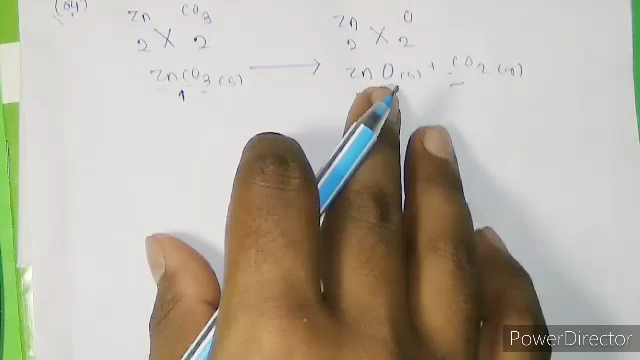 Zn CO3 Zn O
2 X 2 2 X 2
ZnCO3 (s) → ZnO (s) + CO2 (g)
PowerDirector